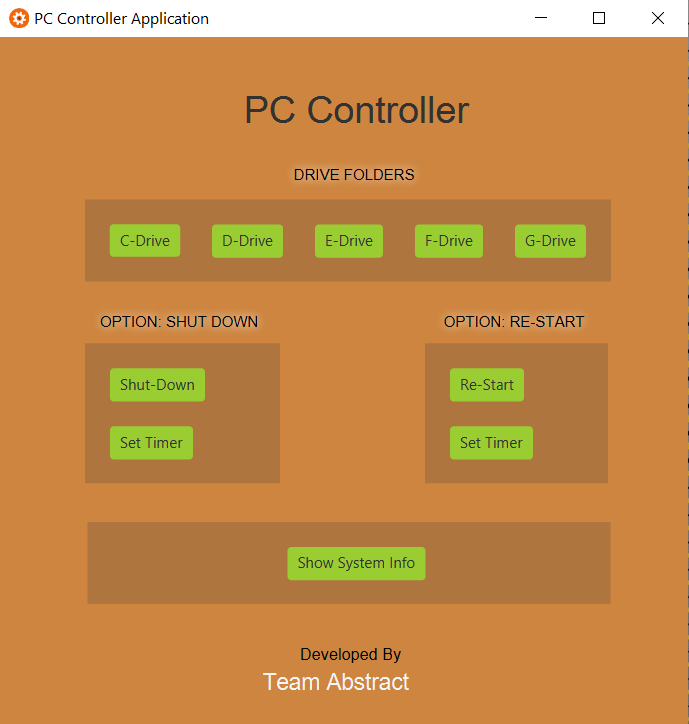 PC Controller Application
PC Controller
DRIVE FOLDERS
C-Drive D-Drive E-Drive F-Drive G-Drive
OPTION: SHUT DOWN OPTION: RE-START
Shut-Down Re-Start
Set Timer Set Timer
Show System Info
Developed By
Team Abstract